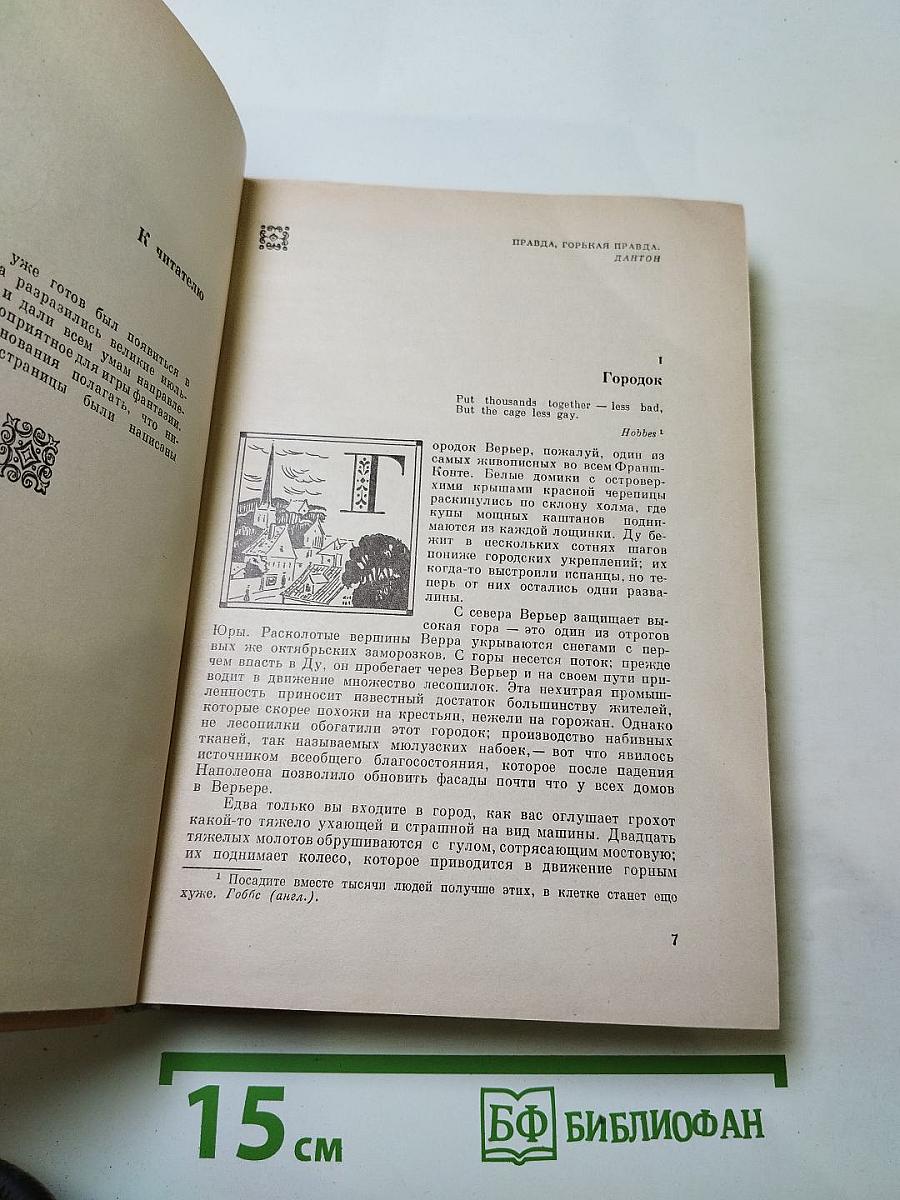 К читателю
уже готов был появиться в
а разразились великие июль-
и дали всем умам направле-
оприятное для игры фантазии.
нования полагать, что ни-
страницы были написаны
ПРАВДА, ГОРЬКАЯ ПРАВДА.
ДАНТОН
I
Городок
Put thousands together — less bad,
But the cage less gay.
Hobbes ¹
Городок Верьер, пожалуй, один из
самых живописных во всем Франш-
Конте. Белые домики с островер-
хими крышами красной черепицы
раскинулись по склону холма, где
купы мощных каштанов подни-
маются из каждой лощинки. Ду бе-
жит в нескольких сотнях шагов
пониже городских укреплений; их
когда-то выстроили испанцы, но те-
перь от них остались одни разва-
лины.
С севера Верьер защищает вы-
сокая гора — это один из отрогов
Юры. Расколотые вершины Верра укрываются снегами с пер-
вых же октябрьских заморозков. С горы несется поток; прежде
чем впасть в Ду, он пробегает через Верьер и на своем пути при-
водит в движение множество лесопилок. Эта нехитрая промыш-
ленность приносит известный достаток большинству жителей,
которые скорее похожи на крестьян, нежели на горожан. Однако
не лесопилки обогатили этот городок; производство набивных
тканей, так называемых мюлузских набоек,— вот что явилось
источником всеобщего благосостояния, которое после падения
Наполеона позволило обновить фасады почти что у всех домов
в Верьере.
Едва только вы входите в город, как вас оглушает грохот
какой-то тяжело ухающей и страшной на вид машины. Двадцать
тяжелых молотов обрушиваются с гулом, сотрясающим мостовую;
их поднимает колесо, которое приводится в движение горным
¹ Посадите вместе тысячи людей получше этих, в клетке станет еще
хуже. Гоббс (англ.).
7
15 см
БФ БИБЛИОФАН